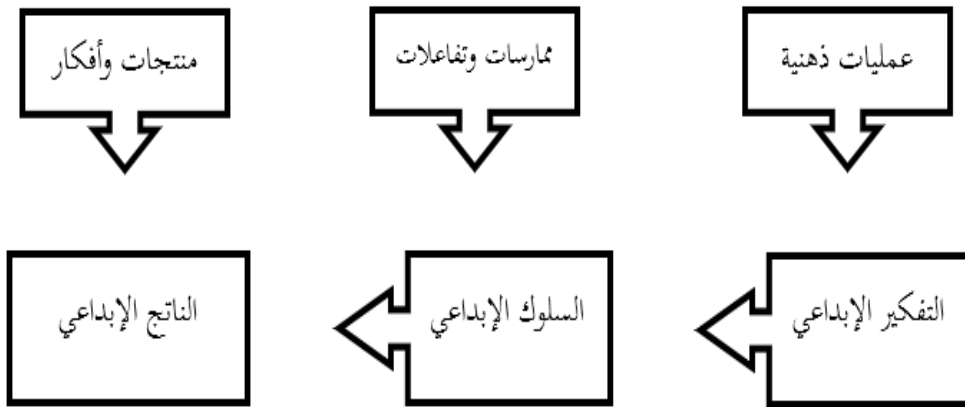 عمليات ذهنية
ممارسات وتفاعلات
منتجات وأفكار
التفكير الإبداعي
السلوك الإبداعي
الناتج الإبداعي